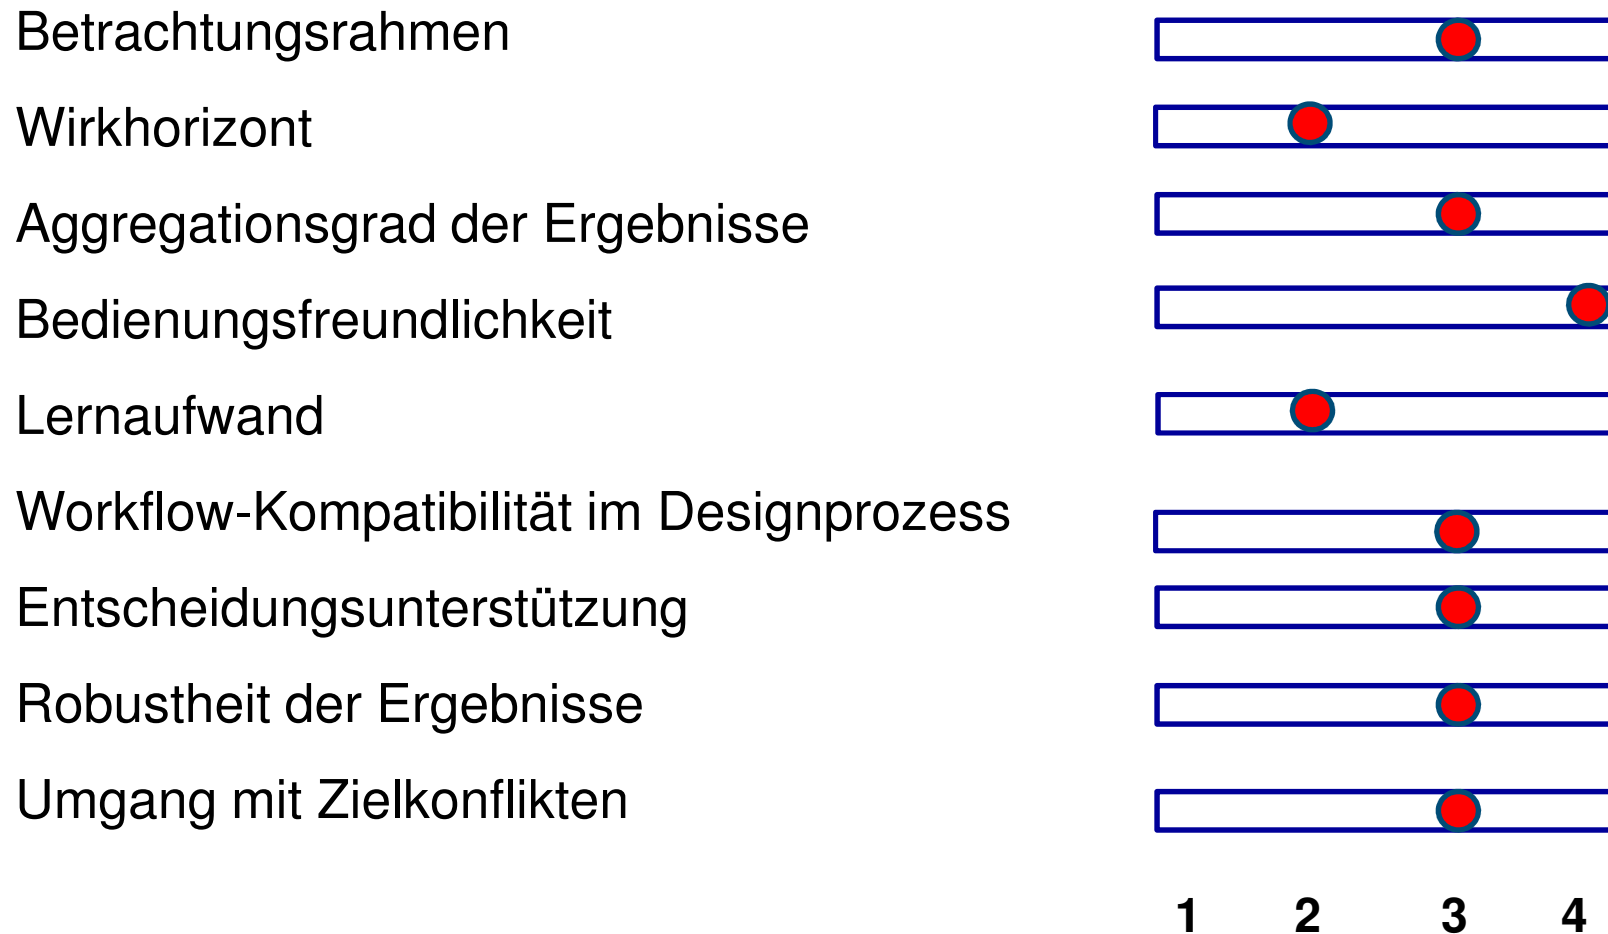 Betrachtungsrahmen
Wirkhorizont
Aggregationsgrad der Ergebnisse
Bedienungsfreundlichkeit
Lernaufwand
Workflow-Kompatibilität im Designprozess
Entscheidungsunterstützung
Robustheit der Ergebnisse
Umgang mit Zielkonflikten
1 2 3 4